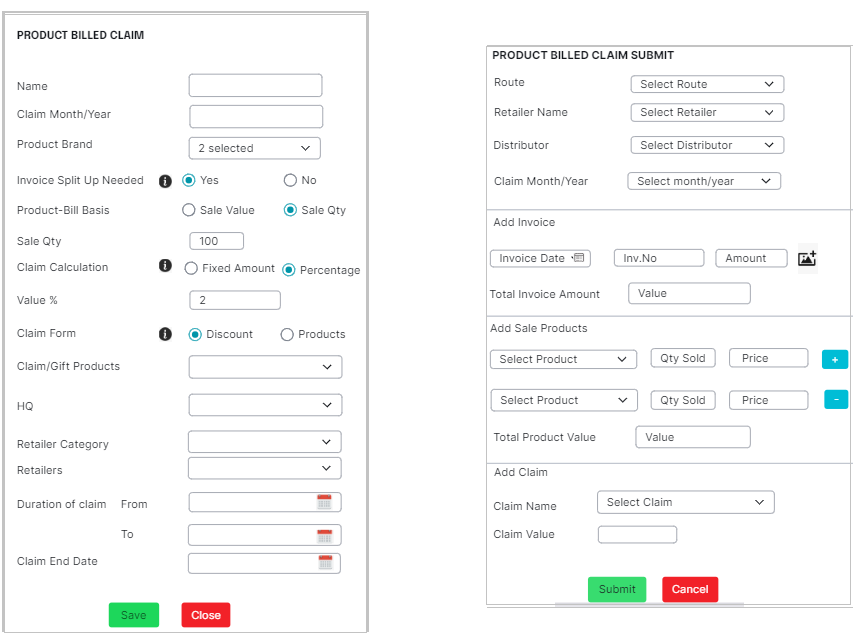 PRODUCT BILLED CLAIM
Name
Claim Month/Year
Product Brand 2 selected
Invoice Split Up Needed i Yes No
Product-Bill Basis Sale Value Sale Qty
Sale Qty 100
Claim Calculation i Fixed Amount Percentage
Value % 2
Claim Form i Discount Products
Claim/Gift Products
HQ
Retailer Category
Retailers
Duration of claim From
To
Claim End Date
Save Close
PRODUCT BILLED CLAIM SUBMIT
Route Select Route
Retailer Name Select Retailer
Distributor Select Distributor
Claim Month/Year Select month/year
Add Invoice
Invoice Date Inv.No Amount
Total Invoice Amount Value
Add Sale Products
Select Product Qty Sold Price +
Select Product Qty Sold Price -
Total Product Value Value
Add Claim
Claim Name Select Claim
Claim Value
Submit Cancel